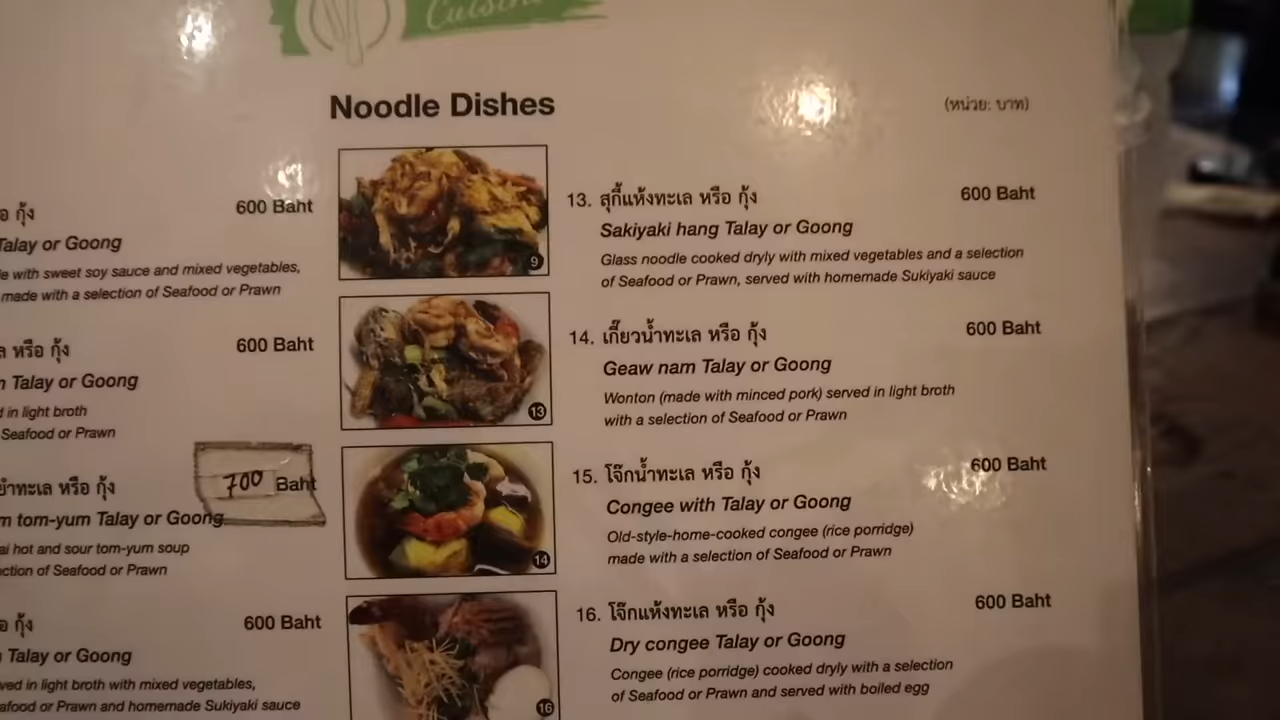 Cuisine
Noodle Dishes
(หน่วย: บาท)
อ กุ้ง 600 Baht
Talay or Goong
with sweet soy sauce and mixed vegetables,
made with a selection of Seafood or Prawn
หรือ กุ้ง 600 Baht
Talay or Goong
in light broth
Seafood or Prawn
ยำทะเล หรือ กุ้ง 700 Baht
tom-yum Talay or Goong
hot and sour tom-yum soup
of Seafood or Prawn
อ กุ้ง 600 Baht
Talay or Goong
in light broth with mixed vegetables,
or Prawn and homemade Sukiyaki sauce
9
13
14
16
13. สุกี้แห้งทะเล หรือ กุ้ง 600 Baht
Sakiyaki hang Talay or Goong
Glass noodle cooked dryly with mixed vegetables and a selection
of Seafood or Prawn, served with homemade Sukiyaki sauce
14. เกี๊ยวน้ำทะเล หรือ กุ้ง 600 Baht
Geaw nam Talay or Goong
Wonton (made with minced pork) served in light broth
with a selection of Seafood or Prawn
15. โจ๊กน้ำทะเล หรือ กุ้ง 600 Baht
Congee with Talay or Goong
Old-style-home-cooked congee (rice porridge)
made with a selection of Seafood or Prawn
16. โจ๊กแห้งทะเล หรือ กุ้ง 600 Baht
Dry congee Talay or Goong
Congee (rice porridge) cooked dryly with a selection
of Seafood or Prawn and served with boiled egg